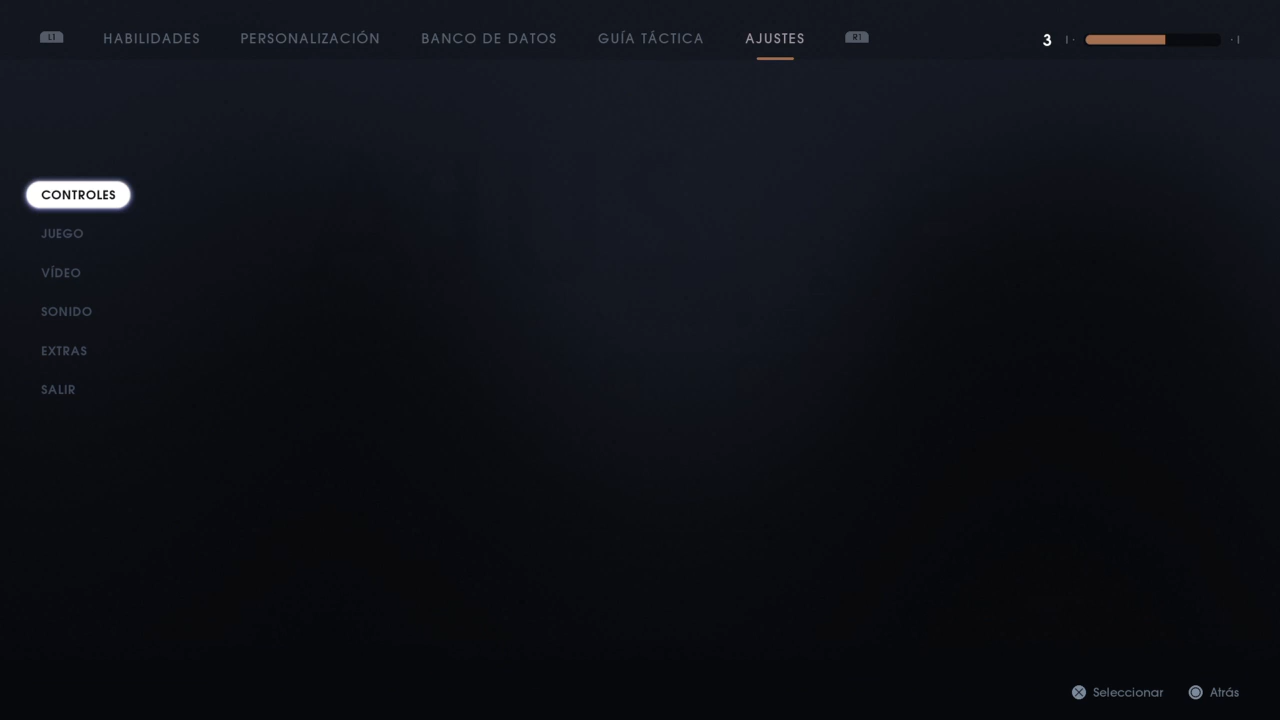 L1 HABILIDADES PERSONALIZACIÓN BANCO DE DATOS GUÍA TÁCTICA AJUSTES R1 3
CONTROLES
JUEGO
VÍDEO
SONIDO
EXTRAS
SALIR
Seleccionar Atrás